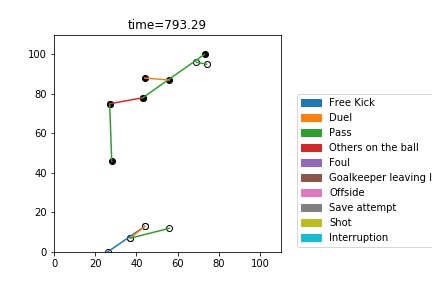 time=793.29
100
80
60
40
20
0
0 20 40 60 80 100
Free Kick
Duel
Pass
Others on the ball
Foul
Goalkeeper leaving l
Offside
Save attempt
Shot
Interruption